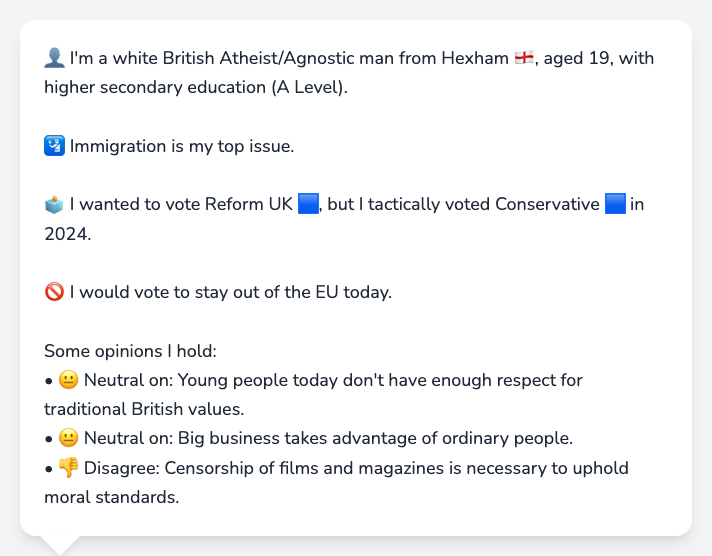 👤 I'm a white British Atheist/Agnostic man from Hexham 🏴󠁧󠁢󠁥󠁮󠁧󠁿, aged 19, with
higher secondary education (A Level).
🛂 Immigration is my top issue.
🗳️ I wanted to vote Reform UK 🟦, but I tactically voted Conservative 🟦 in
2024.
🚫 I would vote to stay out of the EU today.
Some opinions I hold:
• 😐 Neutral on: Young people today don't have enough respect for
traditional British values.
• 😐 Neutral on: Big business takes advantage of ordinary people.
• 👎 Disagree: Censorship of films and magazines is necessary to uphold
moral standards.